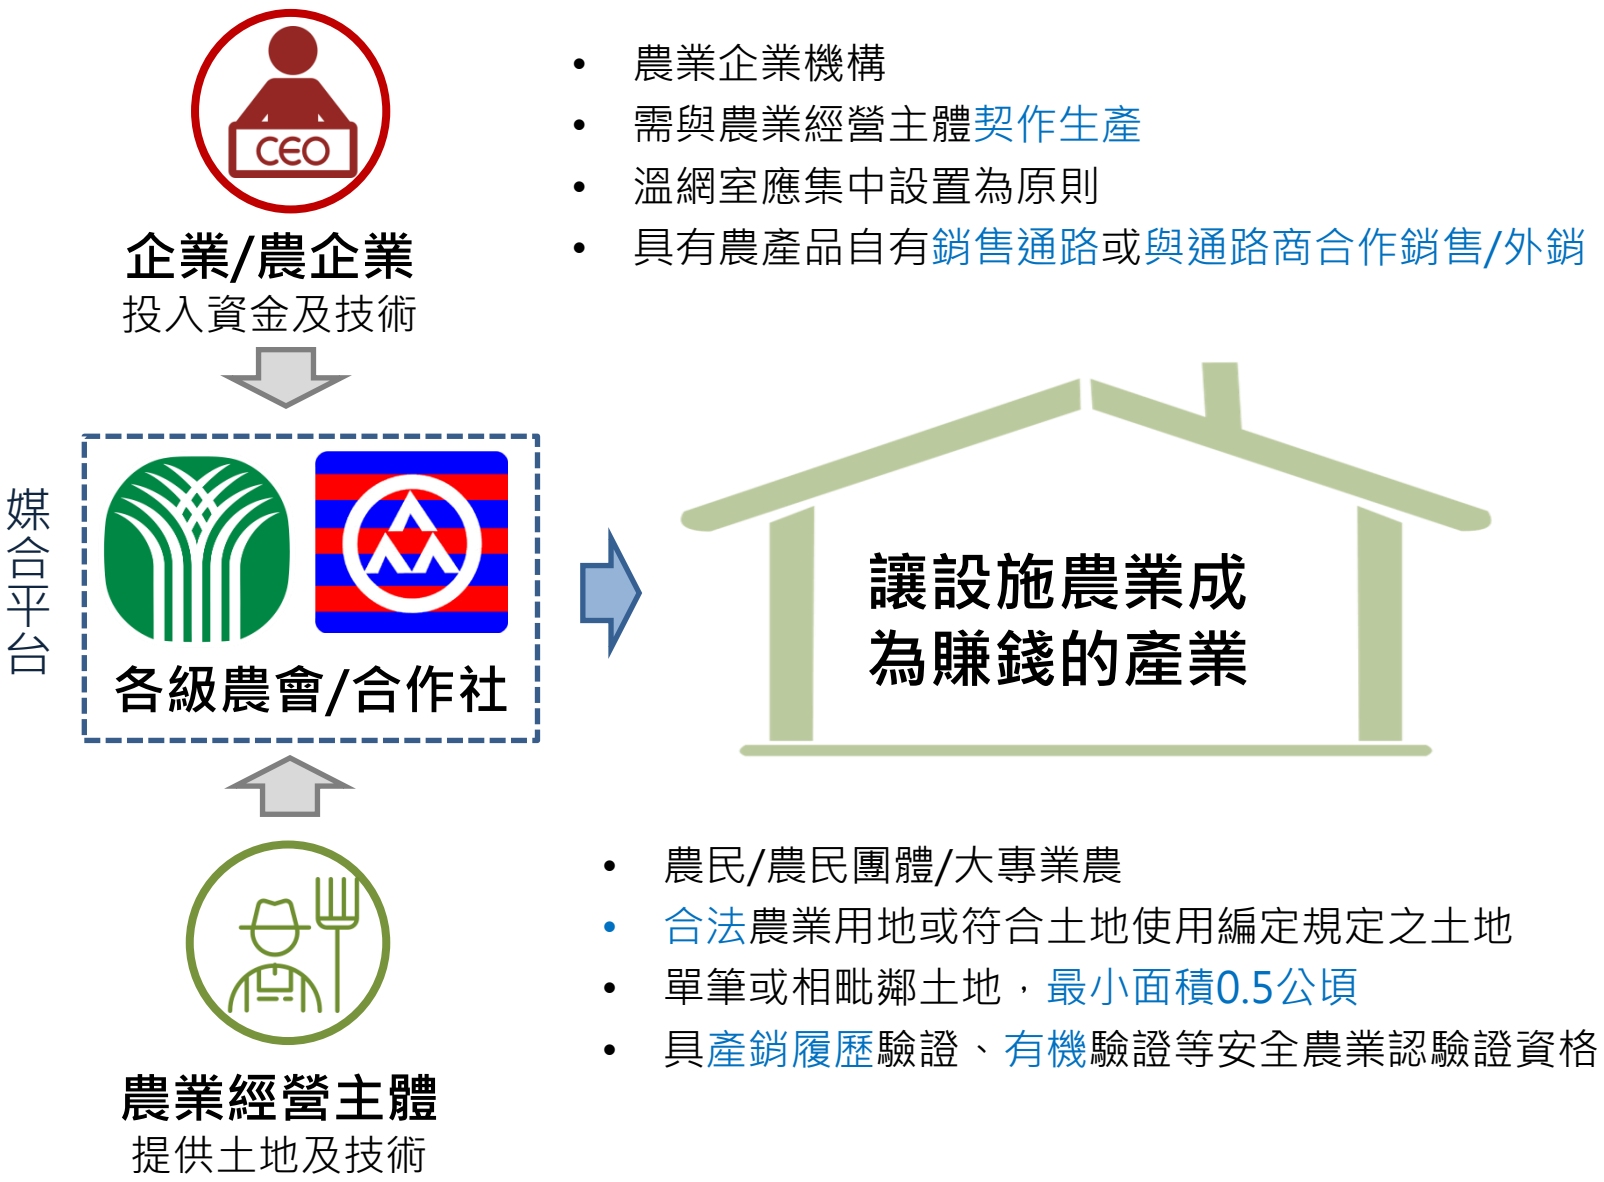 CEO
企業/農企業
投入資金及技術
• 農業企業機構
• 需與農業經營主體契作生產
• 溫網室應集中設置為原則
• 具有農產品自有銷售通路或與通路商合作銷售/外銷
媒合平台
各級農會/合作社
讓設施農業成
為賺錢的產業
農業經營主體
提供土地及技術
• 農民/農民團體/大專業農
• 合法農業用地或符合土地使用編定規定之土地
• 單筆或相毗鄰土地，最小面積0.5公頃
• 具產銷履歷驗證、有機驗證等安全農業認驗證資格